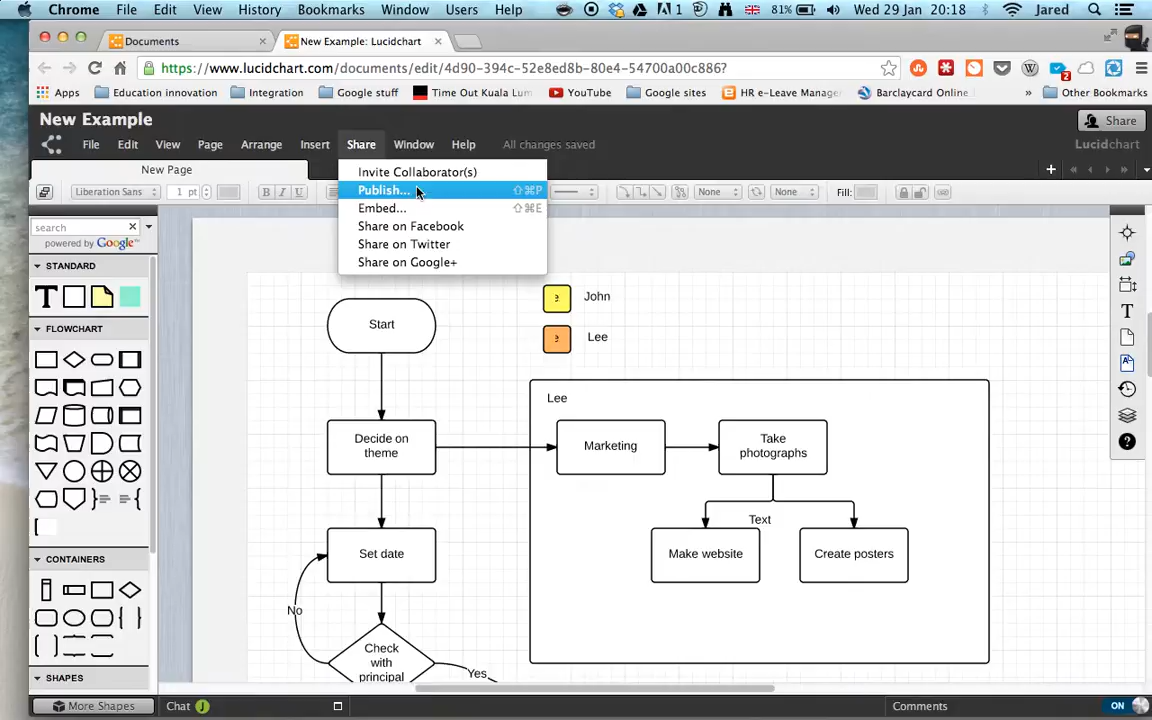 Chrome File Edit View History Bookmarks Window Users Help 1 81% Wed 29 Jan 20:18 Jared
Documents
New Example: Lucidchart
https://www.lucidchart.com/documents/edit/4d90-394c-52e8ed8b-80e4-54700a00c886?
2
Apps Education innovation Integration Google stuff Time Out Kuala Lum YouTube Google sites HR e-Leave Manage Barclaycard Online » Other Bookmarks
New Example
Share
File Edit View Page Arrange Insert Share Window Help All changes saved
Lucidchart
New Page
Liberation Sans 1 pt B I U None None Fill:
Invite Collaborator(s)
Publish... ⇧⌘P
Embed... ⇧⌘E
Share on Facebook
Share on Twitter
Share on Google+
search
powered by Google™
STANDARD
T
FLOWCHART
CONTAINERS
SHAPES
More Shapes
Start
John
Lee
Lee
Decide on
theme
Marketing
Take
photographs
Text
Set date
Make website
Create posters
No
Check
with
principal
Yes
T
A
?
Chat J
Comments
ON